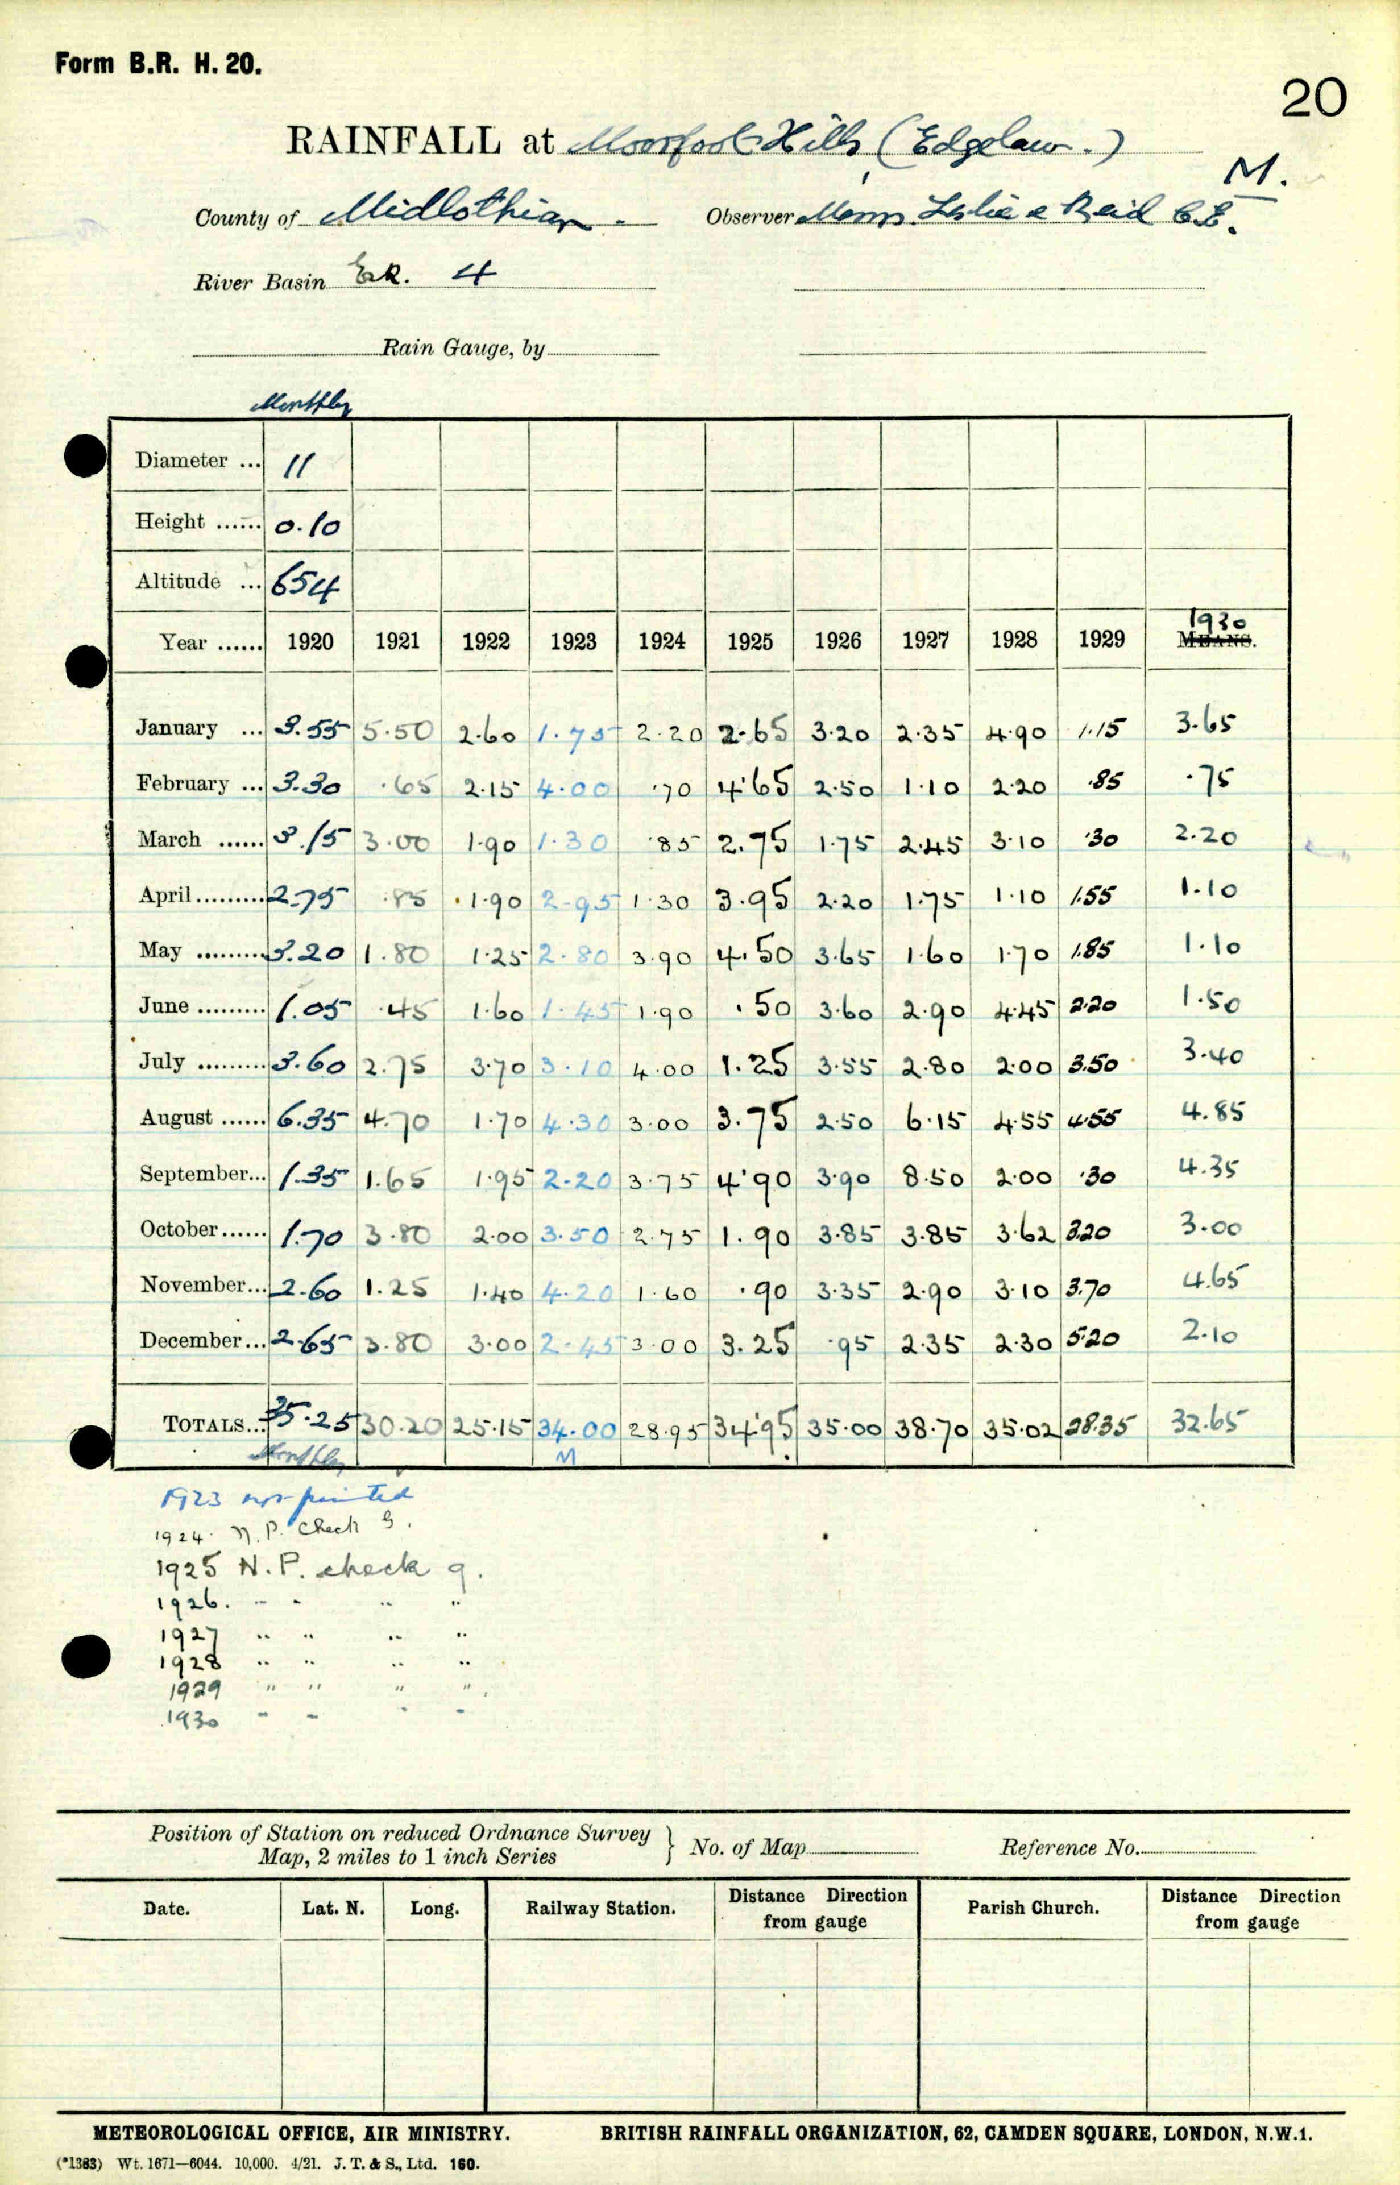 Form B.R. H. 20.
20
RAINFALL at Moorfoot Hills, (Edgelaw.)
M.
County of Midlothian. Observer Messrs. Leslie & Reid C.E.
River Basin 4
Rain Gauge, by
Monthly
Diameter ... 11
Height ...... 0.10
Altitude ... 654
Year ...... 1920 1921 1922 1923 1924 1925 1926 1927 1928 1929 1930 MEANS.
January ... 3.55 5.50 2.60 1.75 2.20 2.65 3.20 2.35 4.90 1.15 3.65
February ... 3.30 .65 2.15 4.00 .70 4.65 2.50 1.10 2.20 .85 .75
March ...... 3.15 3.00 1.90 1.30 .85 2.75 1.75 2.45 3.10 .30 2.20
April......... 2.75 .85 1.90 2.95 1.30 3.95 2.20 1.75 1.10 1.55 1.10
May ......... 3.20 1.80 1.25 2.80 3.90 4.50 3.65 1.60 1.70 1.85 1.10
June ......... 1.05 .45 1.60 1.45 1.90 .50 3.60 2.90 4.45 2.20 1.50
July ......... 3.60 2.75 3.70 3.10 4.00 1.25 3.55 2.80 2.00 3.50 3.40
August ...... 6.35 4.70 1.70 4.30 3.00 3.75 2.50 6.15 4.55 4.55 4.85
September... 1.35 1.65 1.95 2.20 3.75 4.90 3.90 8.50 2.00 .30 4.35
October...... 1.70 3.80 2.00 3.50 2.75 1.90 3.85 3.85 3.62 3.20 3.00
November... 2.60 1.25 1.40 4.20 1.60 .90 3.35 2.90 3.10 3.70 4.65
December... 2.65 3.80 3.00 2.45 3.00 3.25 .95 2.35 2.30 5.20 2.10
TOTALS... 35.25 30.20 25.15 34.00 28.95 34.95 35.00 38.70 35.02 28.35 32.65
Monthly M
1923 not printed
1924. N.P. check g.
1925 N.P. check g.
1926. " " " "
1927 " " " "
1928 " " " "
1929 " " " "
1930 " " " "
Position of Station on reduced Ordnance Survey
Map, 2 miles to 1 inch Series } No. of Map Reference No.
Date. Lat. N. Long. Railway Station. Distance Direction from gauge Parish Church. Distance Direction from gauge
METEOROLOGICAL OFFICE, AIR MINISTRY. BRITISH RAINFALL ORGANIZATION, 62, CAMDEN SQUARE, LONDON, N.W.1.
(*1383) Wt. 1671—6044. 10,000. 4/21. J. T. & S., Ltd. 160.